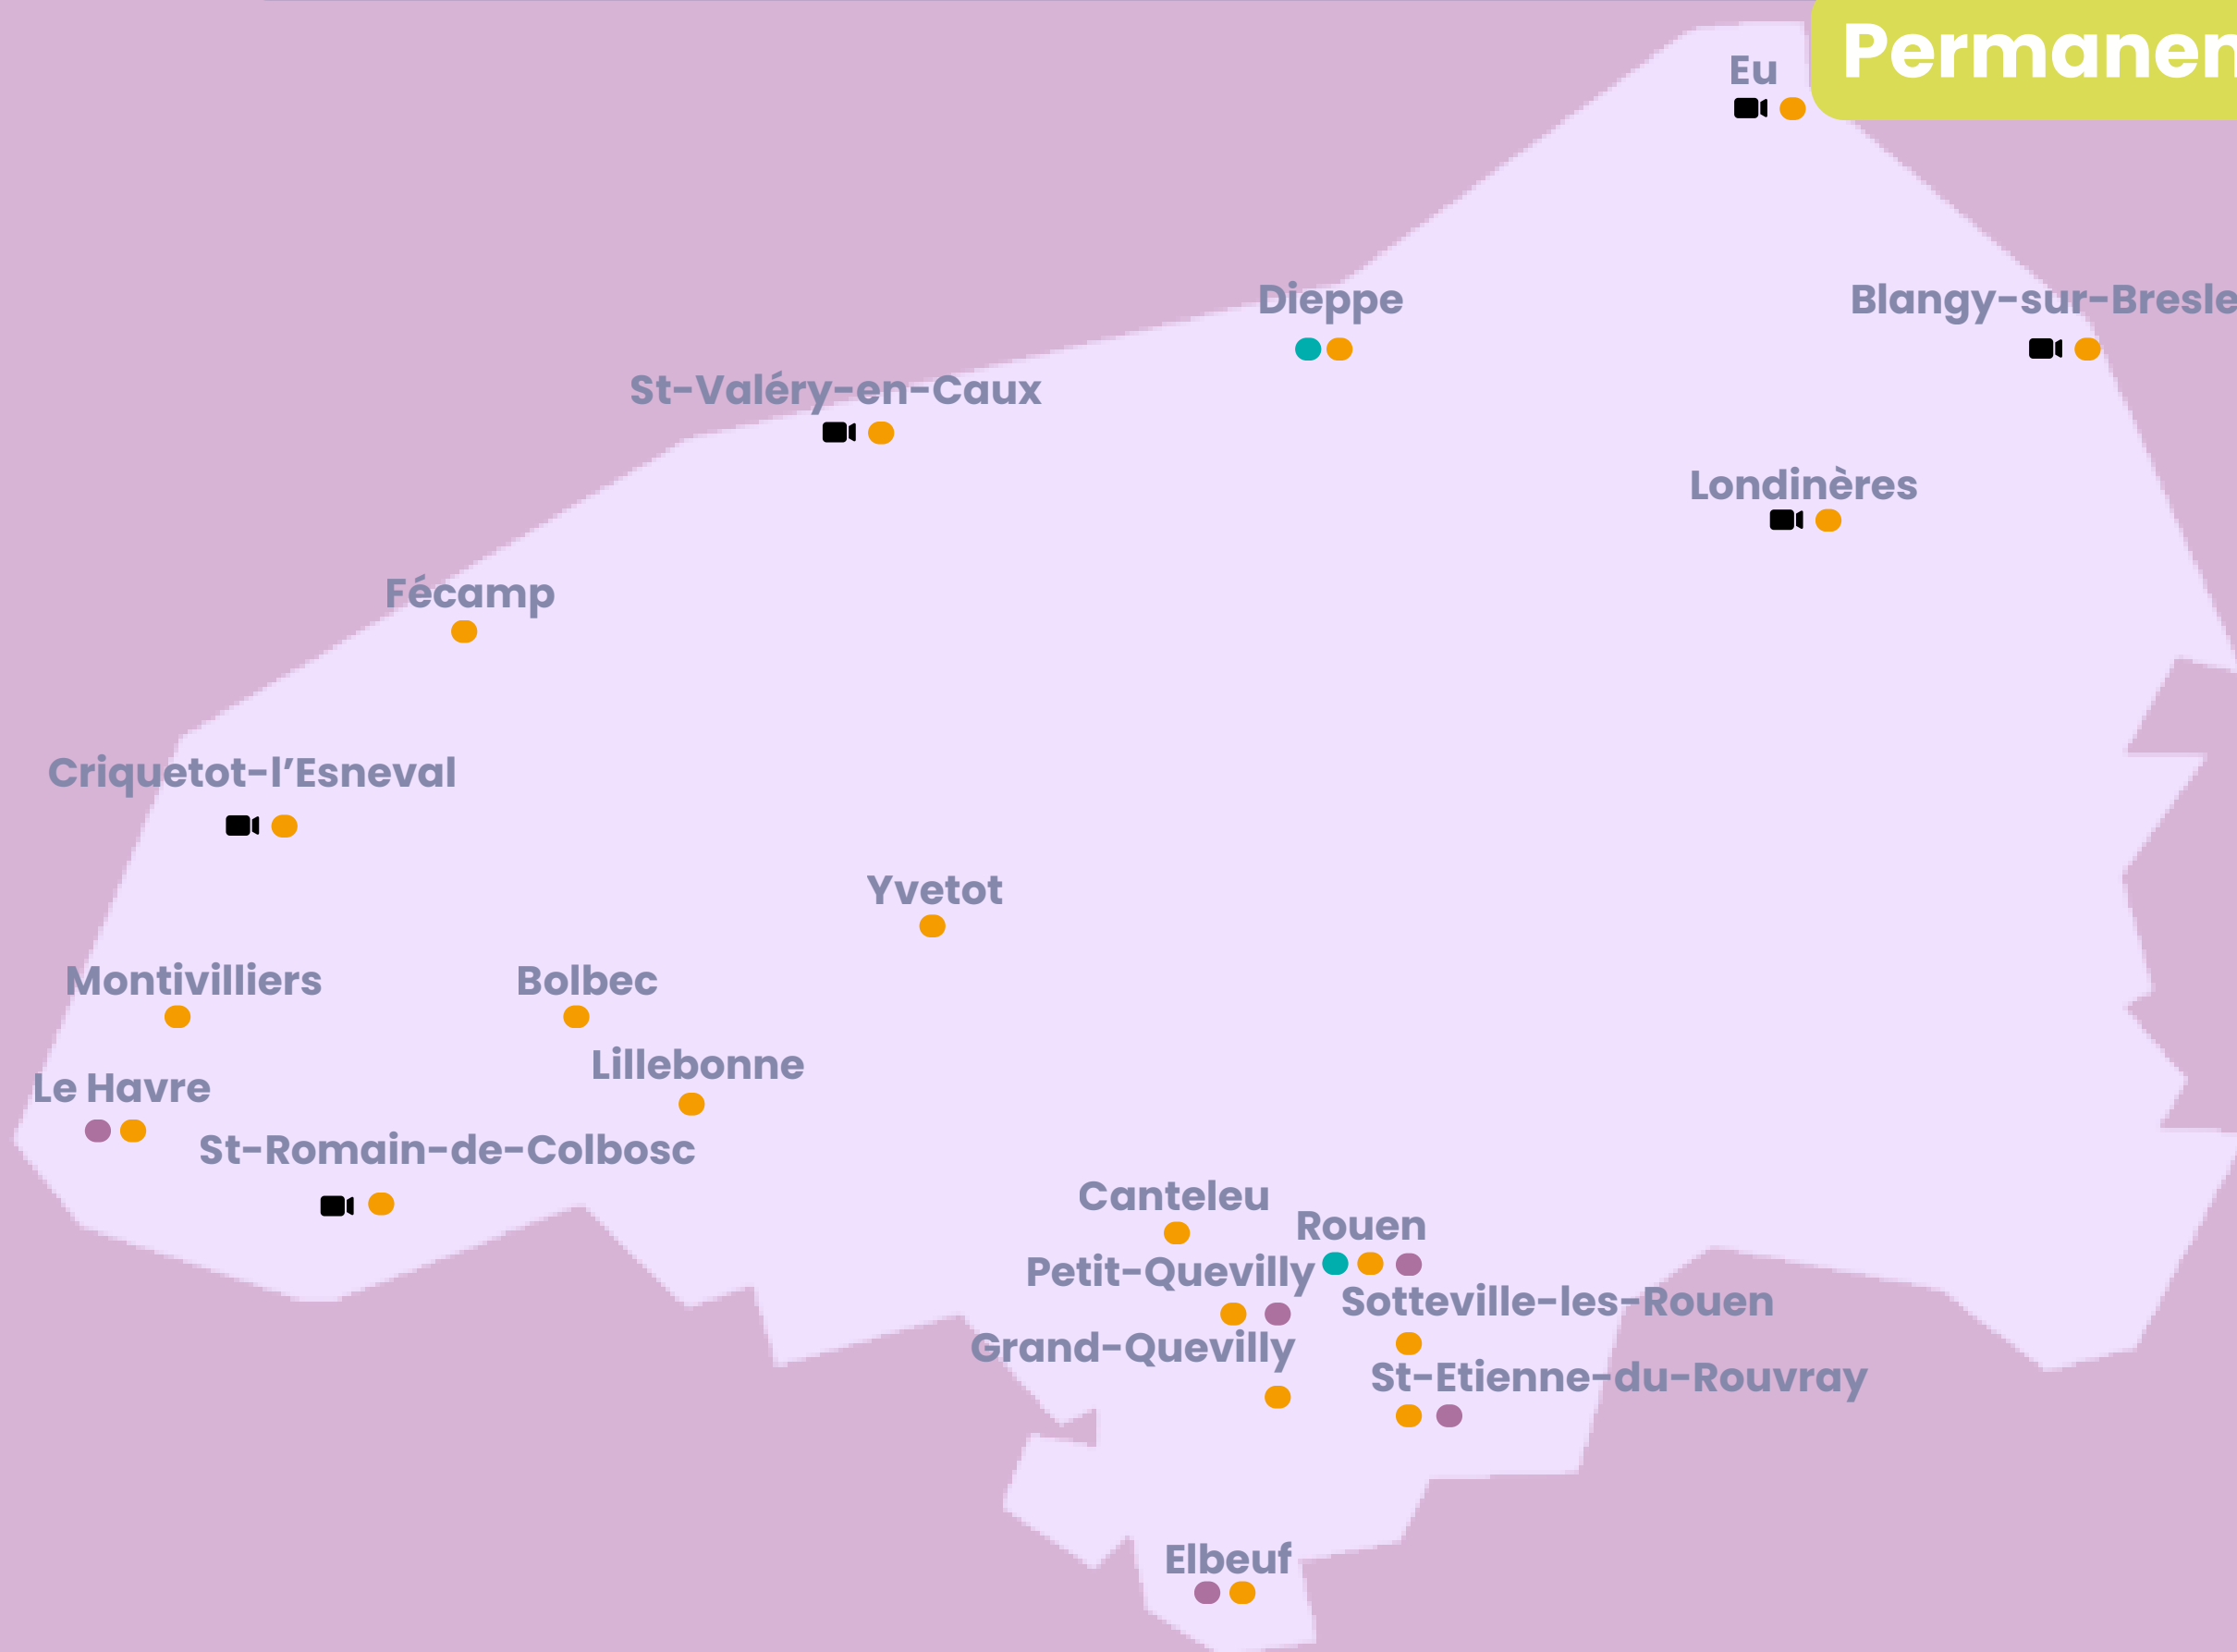 Permanen
Eu
Dieppe
Blangy-sur-Bresle
St-Valéry-en-Caux
Londinères
Fécamp
Criquetot-l’Esneval
Yvetot
Montivilliers
Bolbec
Lillebonne
Le Havre
St-Romain-de-Colbosc
Canteleu
Rouen
Petit-Quevilly
Sotteville-les-Rouen
Grand-Quevilly
St-Etienne-du-Rouvray
Elbeuf